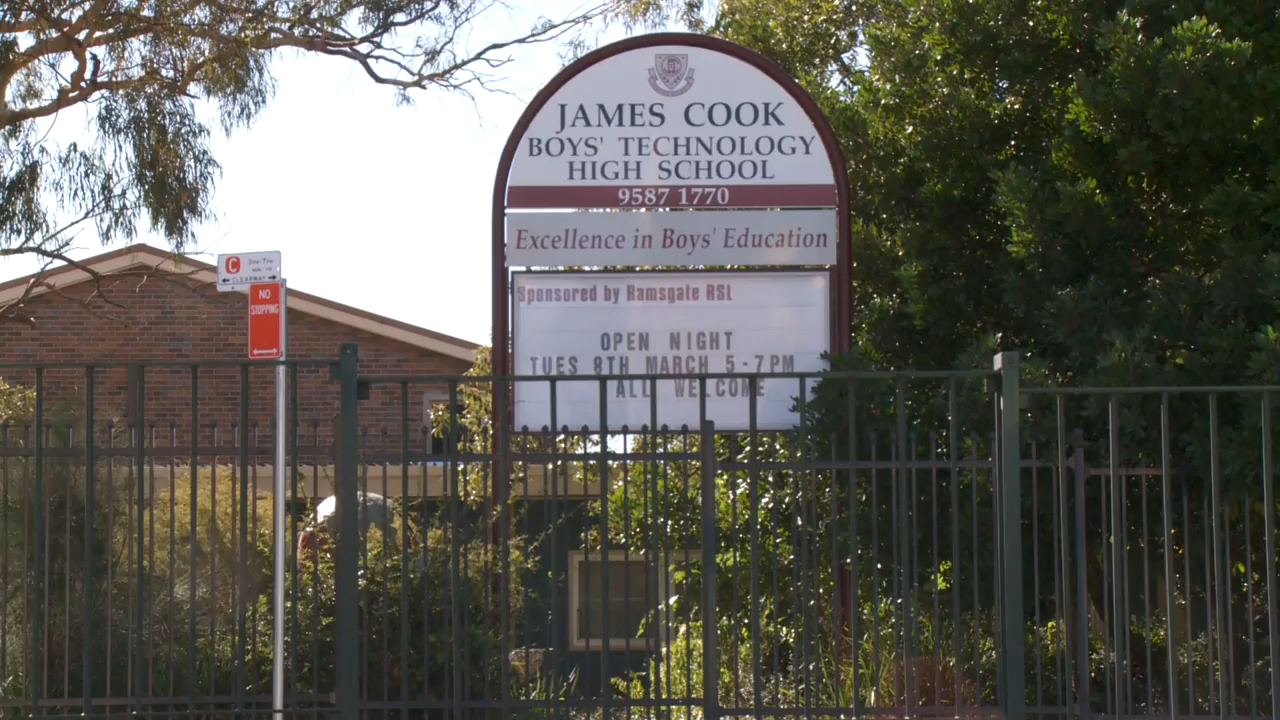 JAMES COOK
BOYS' TECHNOLOGY
HIGH SCHOOL
9587 1770
Excellence in Boys' Education
Sponsored by Ramsgate RSL
OPEN NIGHT
TUES 8TH MARCH 5-7PM
ALL WELCOME
C
CLEARWAY
NO
STOPPING